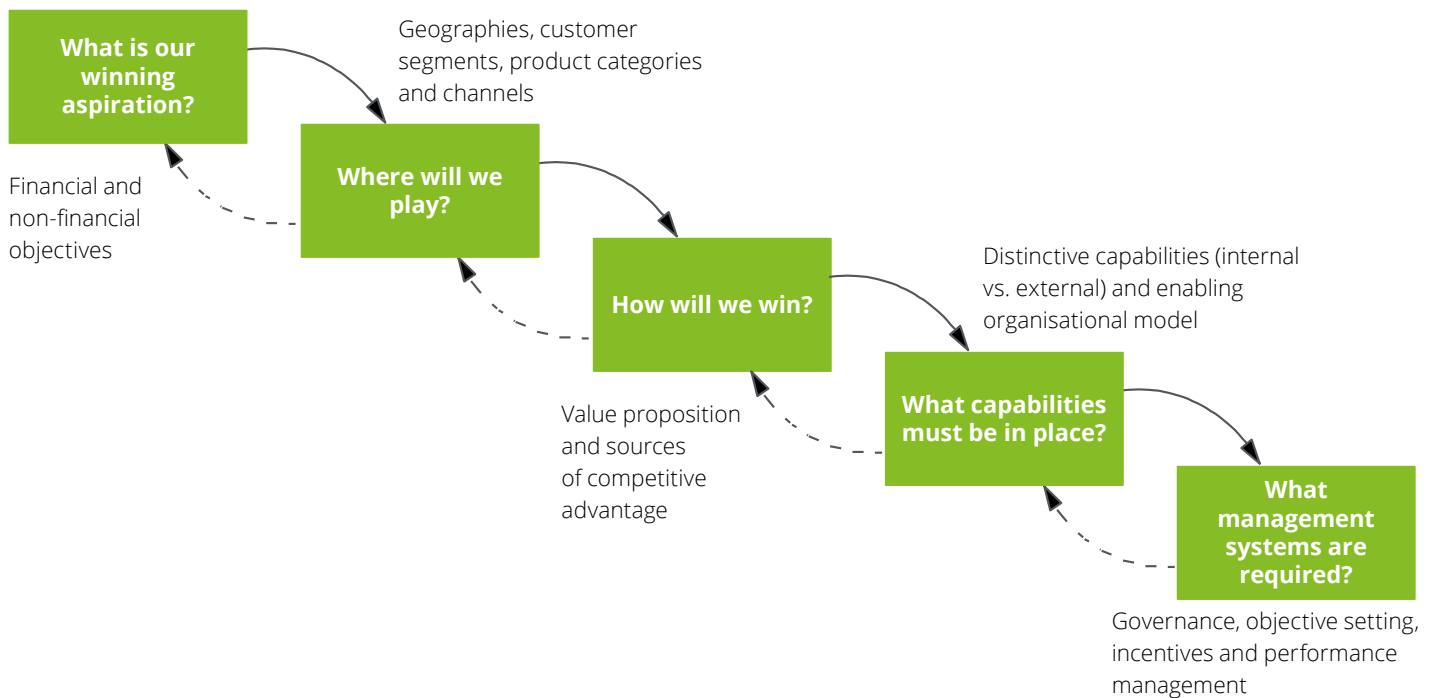 What is our
winning
aspiration?
Geographies, customer
segments, product categories
and channels
Financial and
non-financial
objectives
Where will we
play?
How will we win?
Value proposition
and sources
of competitive
advantage
Distinctive capabilities (internal
vs. external) and enabling
organisational model
What capabilities
must be in place?
What
management
systems are
required?
Governance, objective setting,
incentives and performance
management